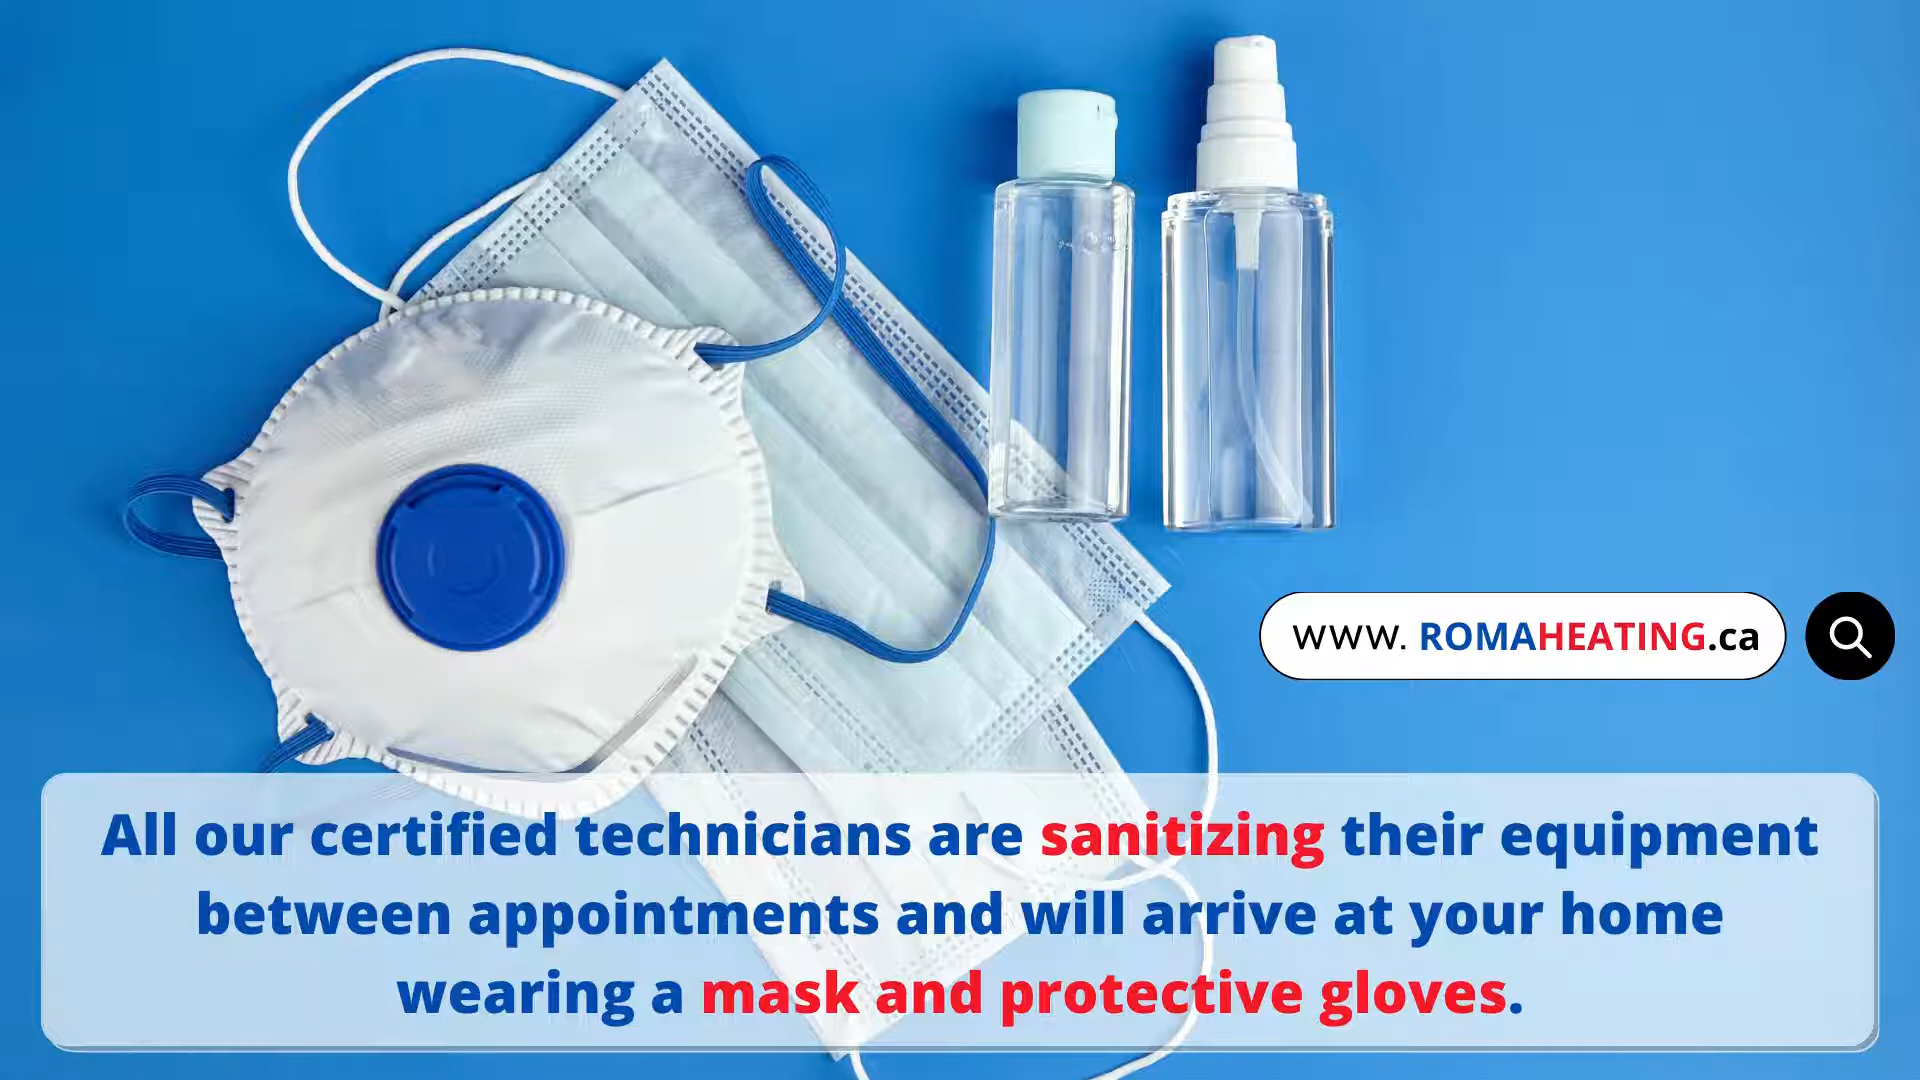 www. ROMAHEATING.ca
All our certified technicians are sanitizing their equipment
between appointments and will arrive at your home
wearing a mask and protective gloves.